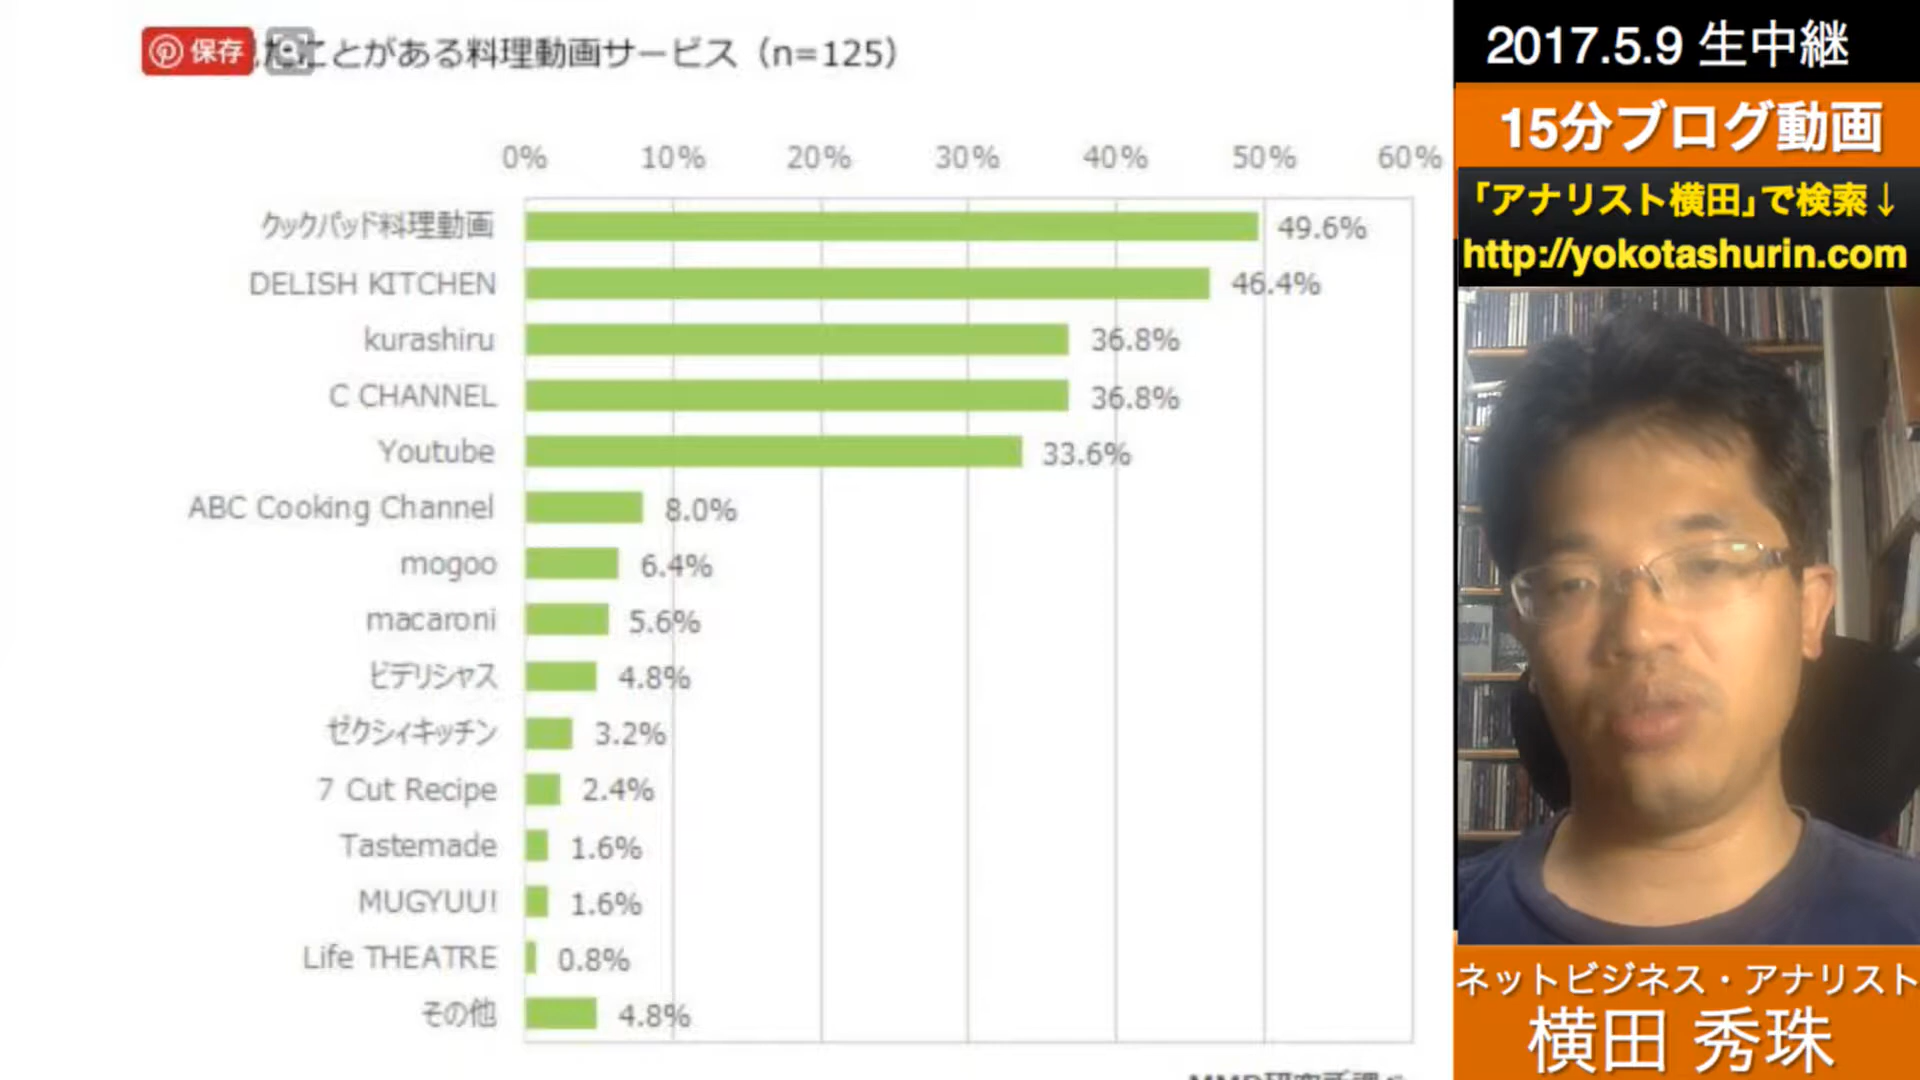 保存
ことがある料理動画サービス（n=125）
0% 10% 20% 30% 40% 50% 60%
クックパッド料理動画 49.6%
DELISH KITCHEN 46.4%
kurashiru 36.8%
C CHANNEL 36.8%
Youtube 33.6%
ABC Cooking Channel 8.0%
mogoo 6.4%
macaroni 5.6%
ビデリシャス 4.8%
ゼクシィキッチン 3.2%
7 Cut Recipe 2.4%
Tastemade 1.6%
MUGYUU! 1.6%
Life THEATRE 0.8%
その他 4.8%
2017.5.9 生中継
15分ブログ動画
「アナリスト横田」で検索↓
http://yokotashurin.com
ネットビジネス・アナリスト
横田 秀珠